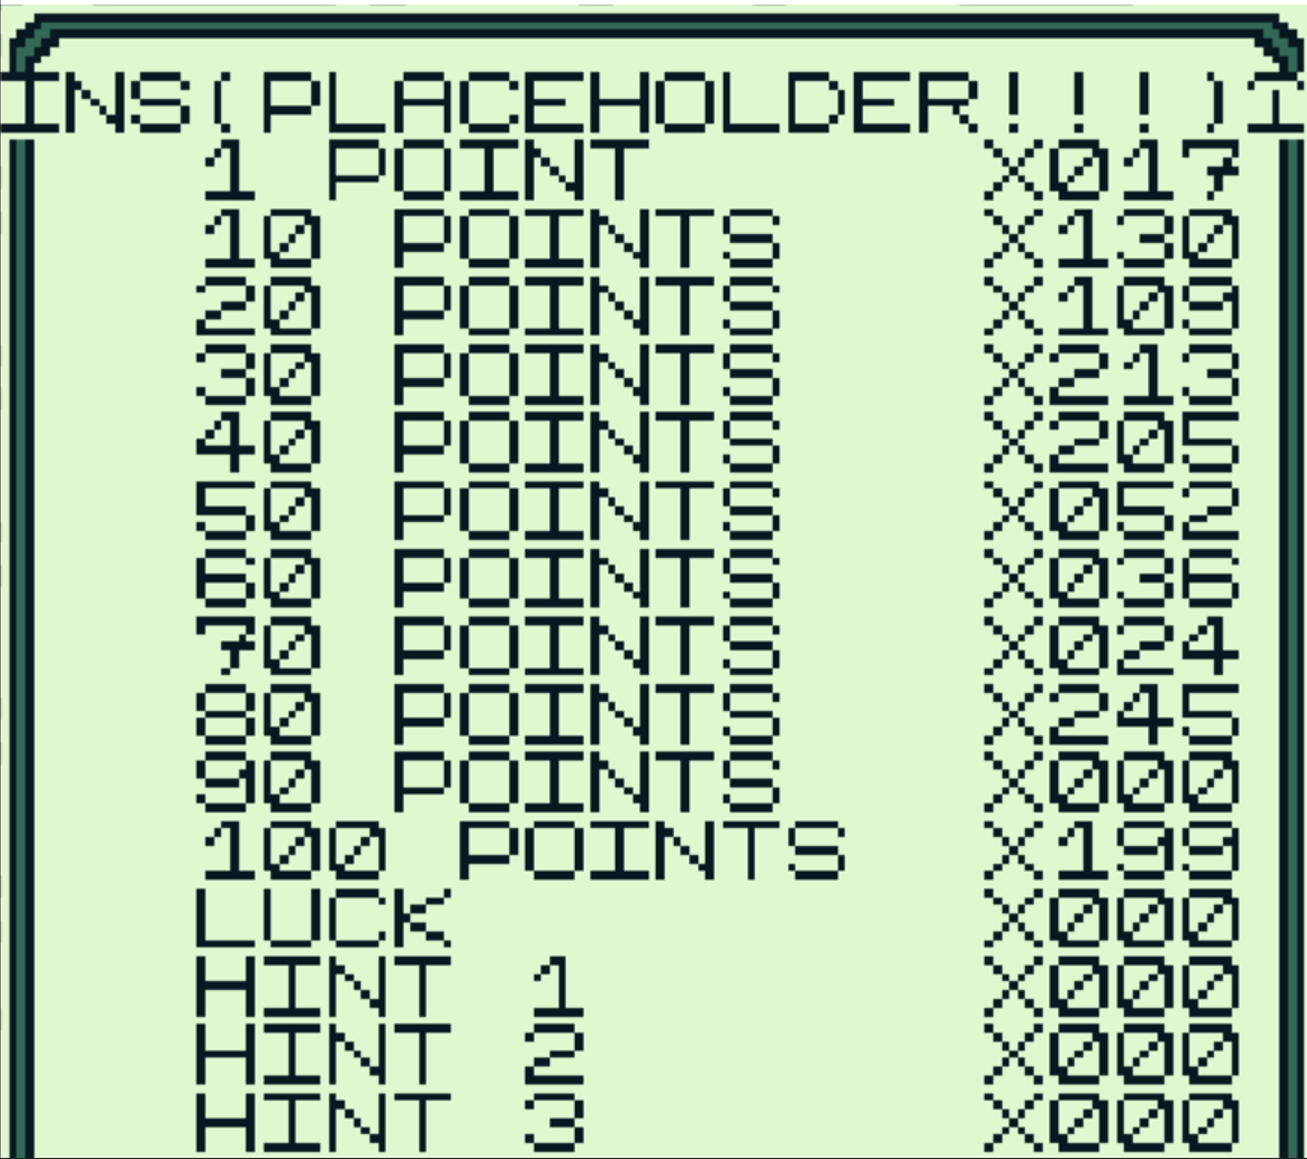 INS(PLACEHOLDER!!!)I
1 POINT X017
10 POINTS X130
20 POINTS X109
30 POINTS X213
40 POINTS X205
50 POINTS X052
60 POINTS X036
70 POINTS X024
80 POINTS X245
90 POINTS X000
100 POINTS X199
LUCK X000
HINT 1 X000
HINT 2 X000
HINT 3 X000